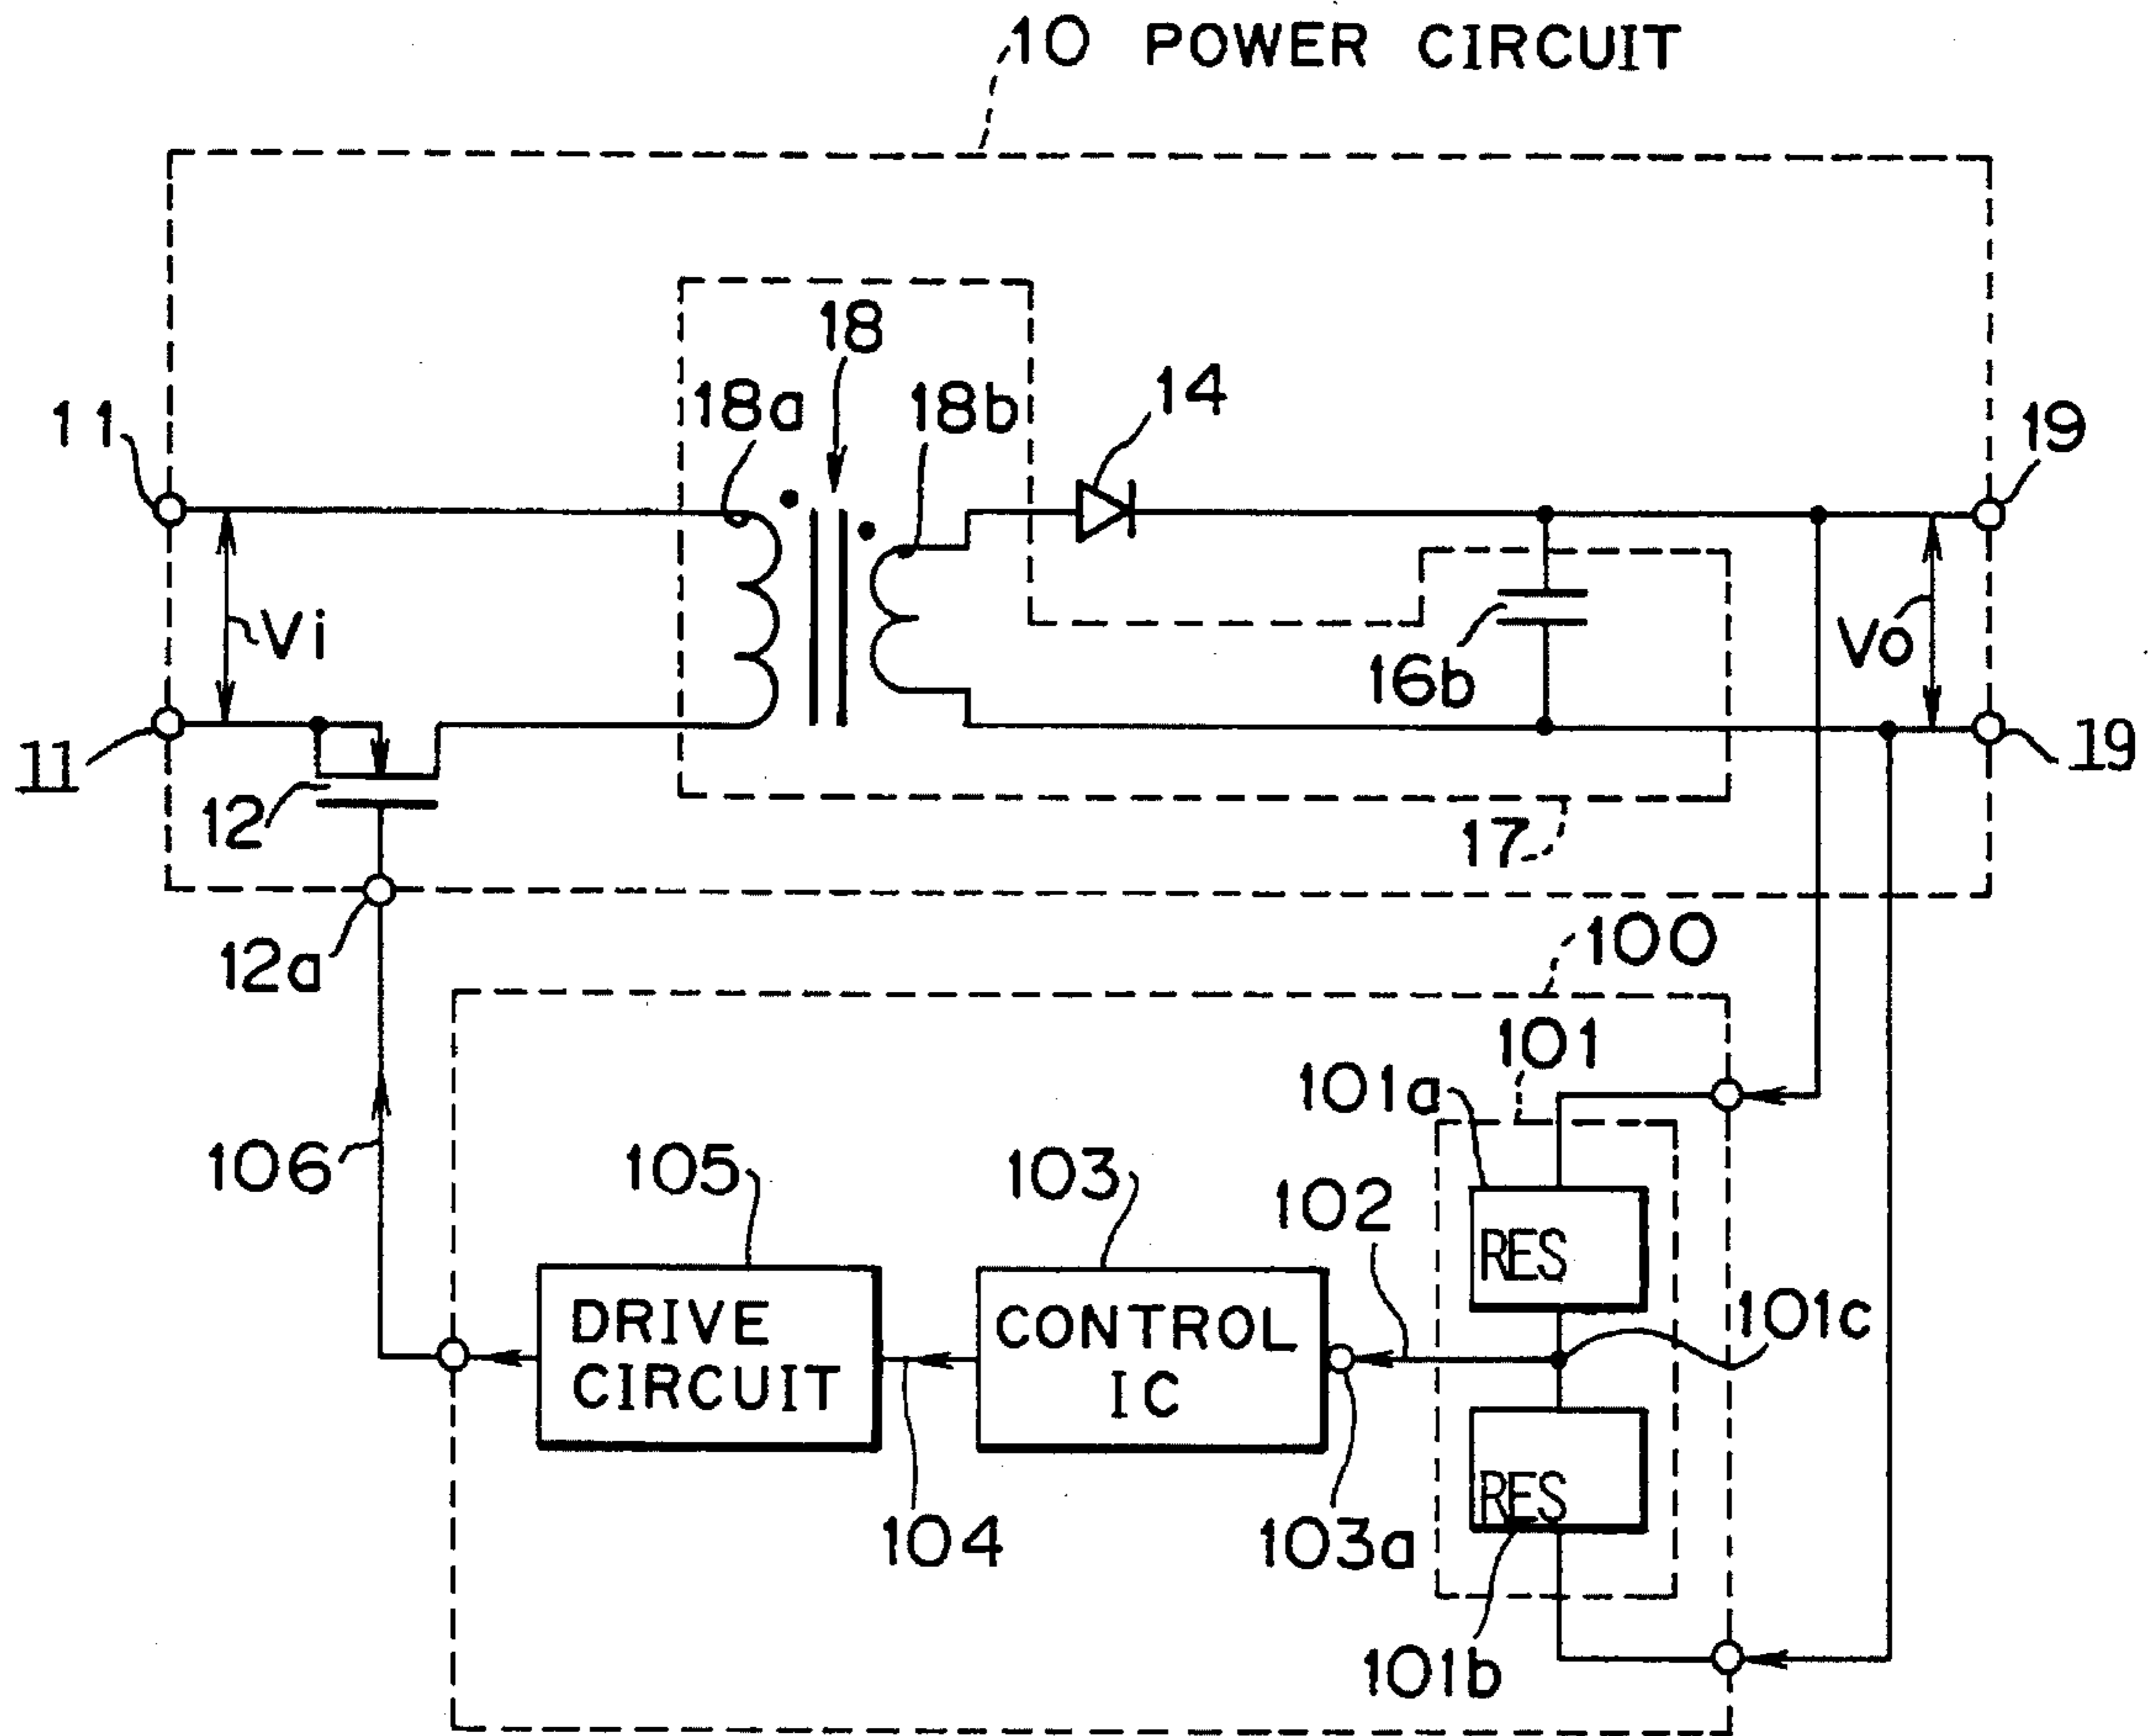 10 POWER CIRCUIT
18
18a
18b
14
11
19
Vi
Vo
16b
11
12
17
19
12a
100
101
101a
106
105
103
102
RES
101c
DRIVE
CIRCUIT
CONTROL
IC
RES
104
103a
101b